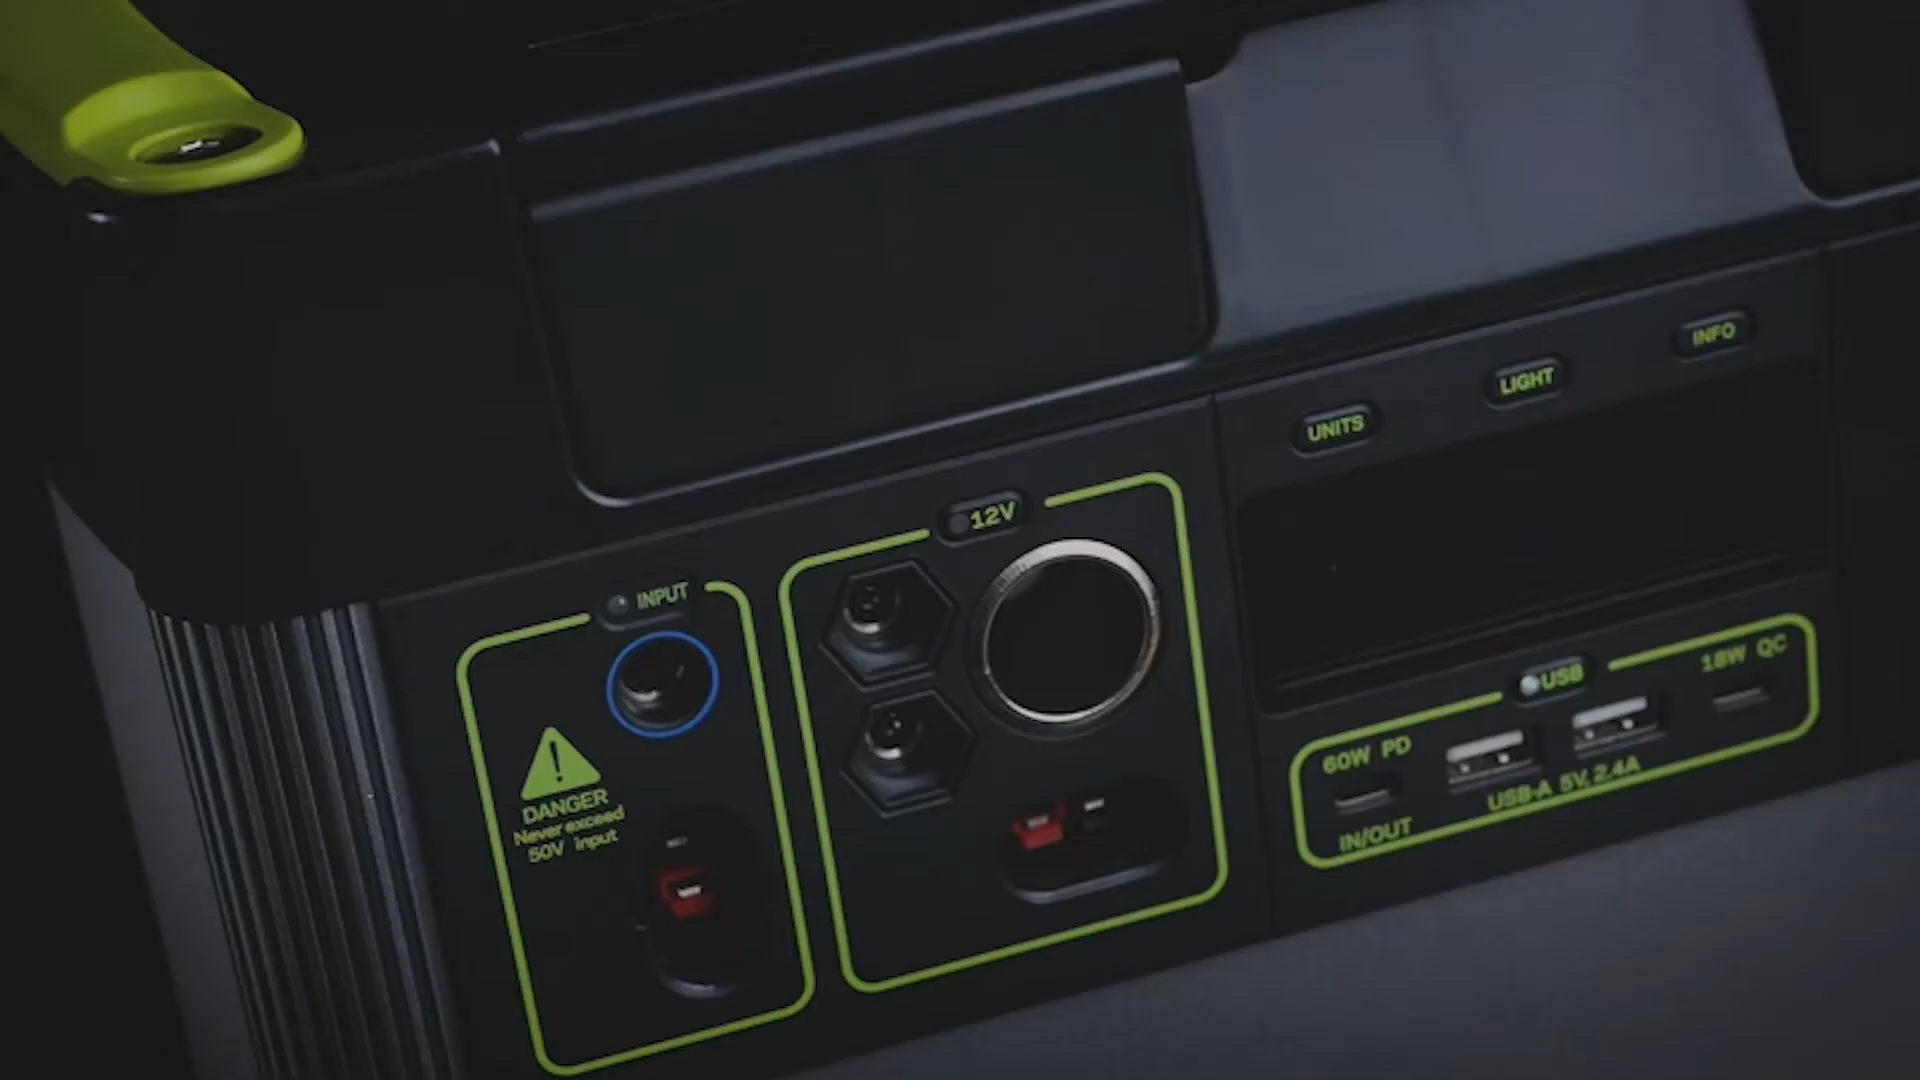 UNITS
LIGHT
INFO
12V
INPUT
DANGER
Never exceed
50V input
USB
18W QC
60W PD
USB-A 5V, 2.4A
IN/OUT